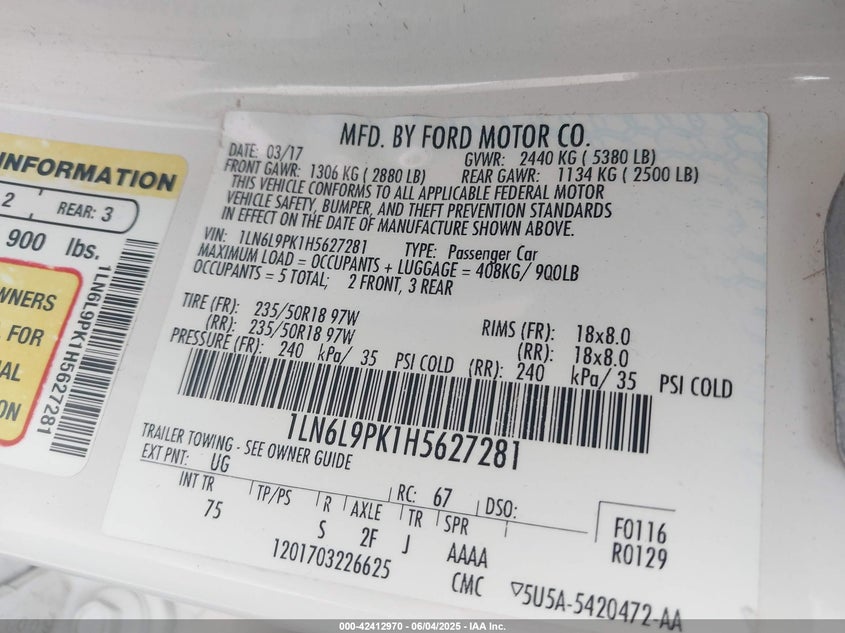 INFORMATION
2 REAR: 3
900 lbs.
WNERS
FOR
AL
ON
1LN6L9PK1H5627281
MFD. BY FORD MOTOR CO.
DATE: 03/17 GVWR: 2440 KG ( 5380 LB)
FRONT GAWR: 1306 KG ( 2880 LB) REAR GAWR: 1134 KG ( 2500 LB)
THIS VEHICLE CONFORMS TO ALL APPLICABLE FEDERAL MOTOR
VEHICLE SAFETY, BUMPER, AND THEFT PREVENTION STANDARDS
IN EFFECT ON THE DATE OF MANUFACTURE SHOWN ABOVE.
VIN: 1LN6L9PK1H5627281 TYPE: Passenger Car
MAXIMUM LOAD = OCCUPANTS + LUGGAGE = 408KG/ 900LB
OCCUPANTS = 5 TOTAL; 2 FRONT, 3 REAR
TIRE (FR): 235/50R18 97W RIMS (FR): 18x8.0
(RR): 235/50R18 97W (RR): 18x8.0
PRESSURE (FR): 240 kPa/ 35 PSI COLD (RR): 240 kPa/ 35 PSI COLD
1LN6L9PK1H5627281
TRAILER TOWING - SEE OWNER GUIDE
EXT PNT: UG RC: 67 DSO:
INT TR TP/PS R AXLE TR SPR
75 S 2F J AAAA
F0116
R0129
1201703226625 CMC ▽5U5A-5420472-AA
000-42412970 - 06/04/2025 - IAA Inc.